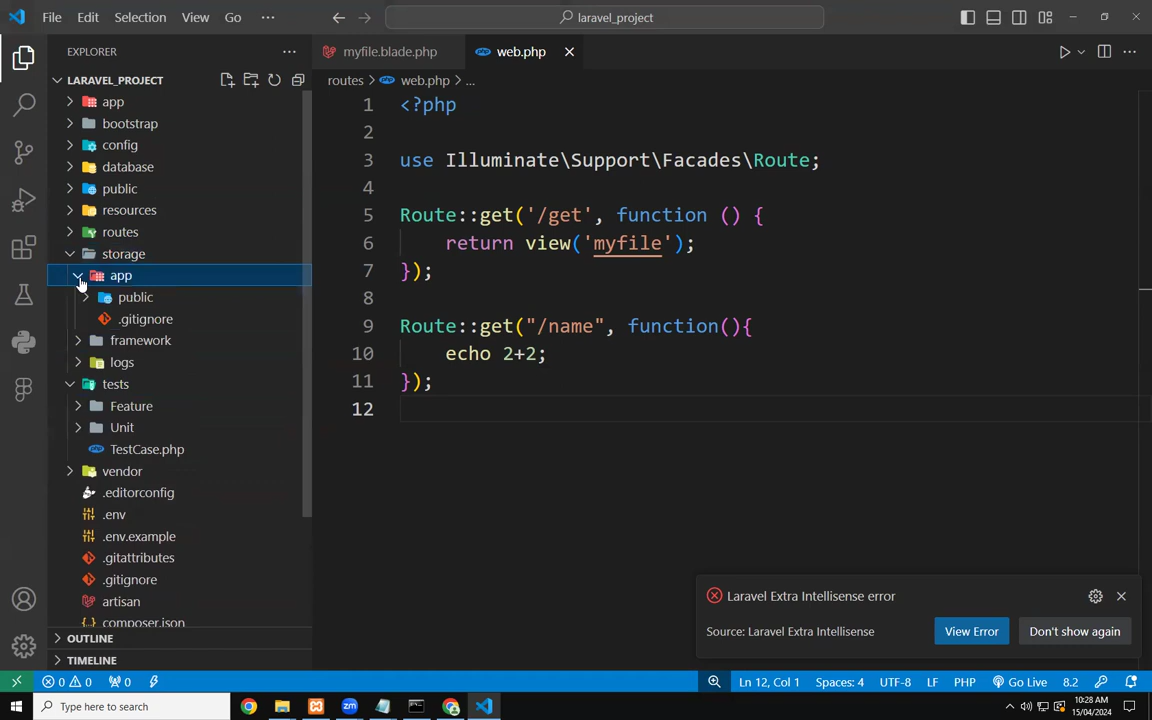 File Edit Selection View Go ··· laravel_project
EXPLORER ···
LARAVEL_PROJECT
app
bootstrap
config
database
public
resources
routes
storage
app
public
.gitignore
framework
logs
tests
Feature
Unit
TestCase.php
vendor
.editorconfig
.env
.env.example
.gitattributes
.gitignore
artisan
composer.json
OUTLINE
TIMELINE
myfile.blade.php web.php
routes > web.php > ...
1 <?php
2
3 use Illuminate\Support\Facades\Route;
4
5 Route::get('/get', function () {
6 return view('myfile');
7 });
8
9 Route::get("/name", function(){
10 echo 2+2;
11 });
12
Laravel Extra Intellisense error
Source: Laravel Extra Intellisense View Error Don't show again
0 0 0 Ln 12, Col 1 Spaces: 4 UTF-8 LF PHP Go Live 8.2
Type here to search
10:28 AM
15/04/2024